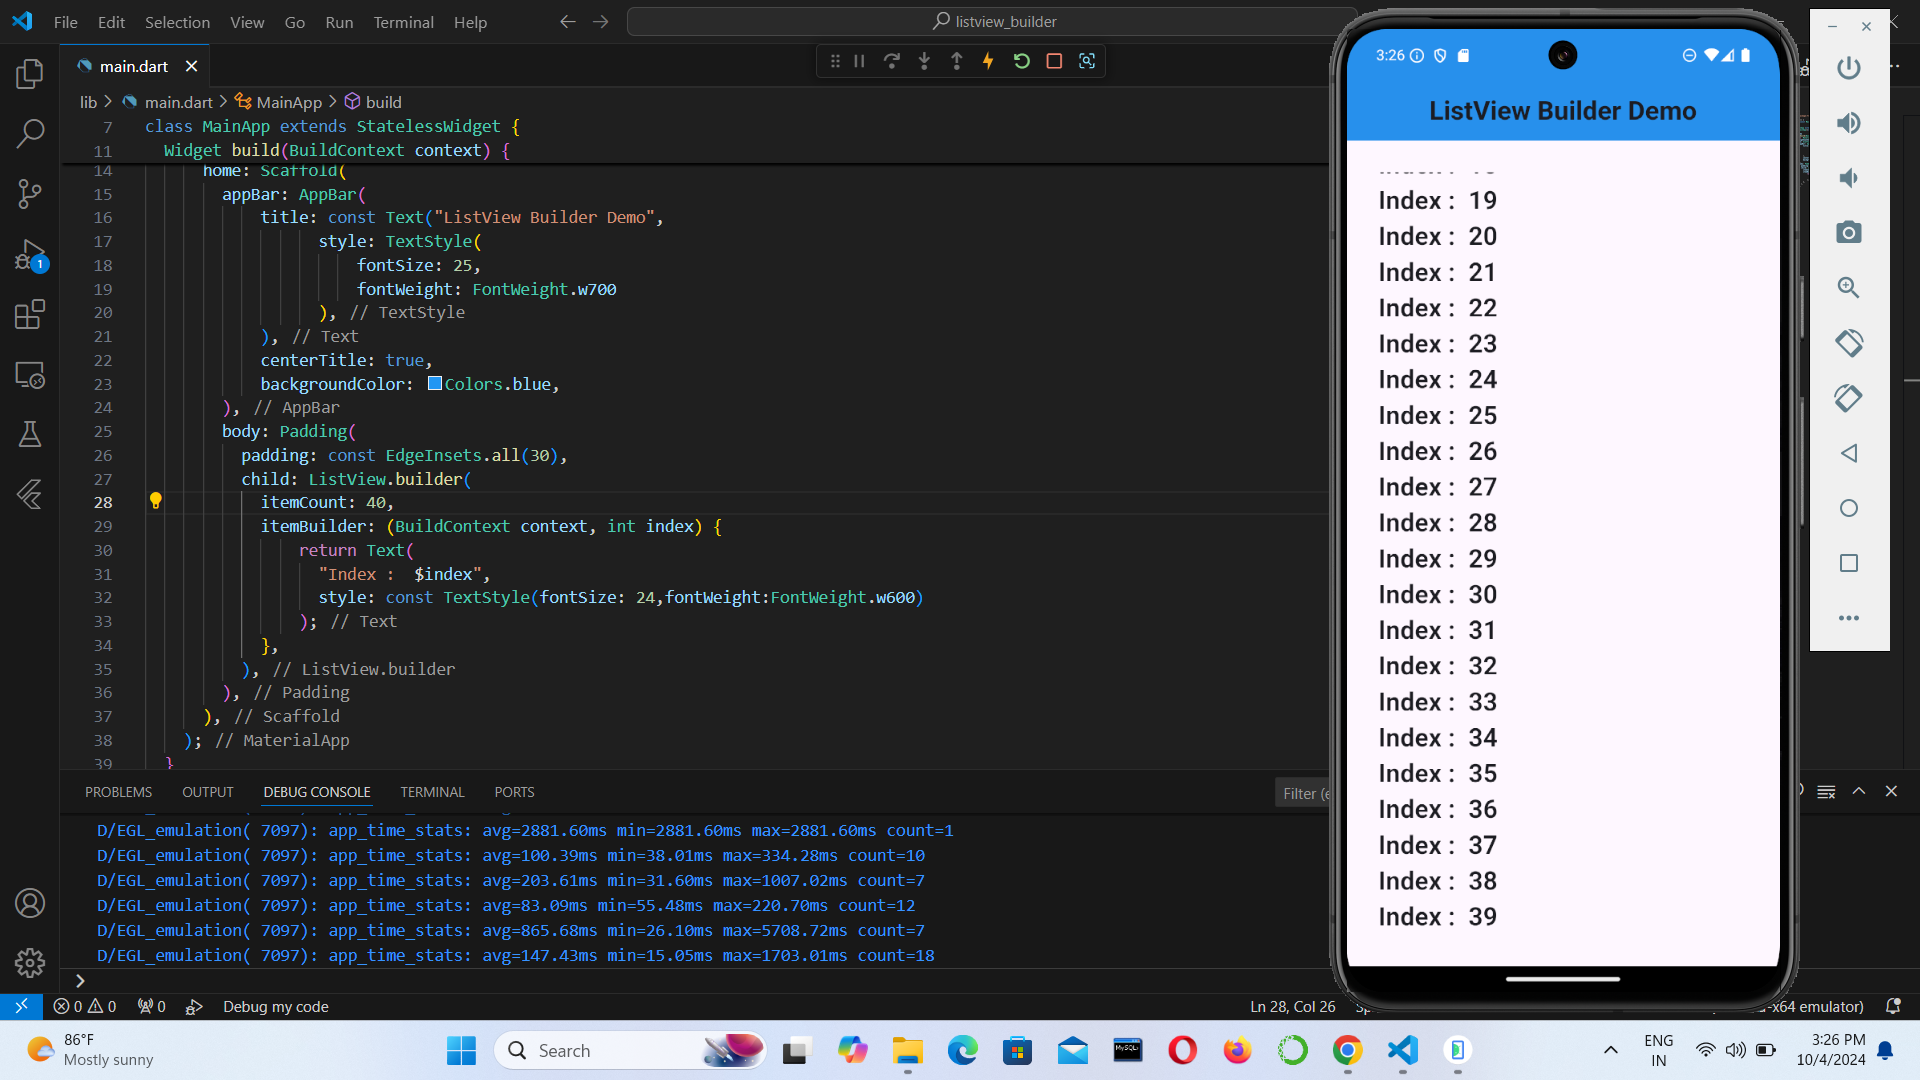 File Edit Selection View Go Run Terminal Help
listview_builder
main.dart
lib > main.dart > MainApp > build
7 class MainApp extends StatelessWidget {
11 Widget build(BuildContext context) {
14 home: Scaffold(
15 appBar: AppBar(
16 title: const Text("ListView Builder Demo",
17 style: TextStyle(
18 fontSize: 25,
19 fontWeight: FontWeight.w700
20 ), // TextStyle
21 ), // Text
22 centerTitle: true,
23 backgroundColor: Colors.blue,
24 ), // AppBar
25 body: Padding(
26 padding: const EdgeInsets.all(30),
27 child: ListView.builder(
28 itemCount: 40,
29 itemBuilder: (BuildContext context, int index) {
30 return Text(
31 "Index :  $index",
32 style: const TextStyle(fontSize: 24,fontWeight:FontWeight.w600)
33 ); // Text
34 },
35 ), // ListView.builder
36 ), // Padding
37 ), // Scaffold
38 ); // MaterialApp
39 }
PROBLEMS OUTPUT DEBUG CONSOLE TERMINAL PORTS
Filter (e
D/EGL_emulation( 7097): app_time_stats: avg=2881.60ms min=2881.60ms max=2881.60ms count=1
D/EGL_emulation( 7097): app_time_stats: avg=100.39ms min=38.01ms max=334.28ms count=10
D/EGL_emulation( 7097): app_time_stats: avg=203.61ms min=31.60ms max=1007.02ms count=7
D/EGL_emulation( 7097): app_time_stats: avg=83.09ms min=55.48ms max=220.70ms count=12
D/EGL_emulation( 7097): app_time_stats: avg=865.68ms min=26.10ms max=5708.72ms count=7
D/EGL_emulation( 7097): app_time_stats: avg=147.43ms min=15.05ms max=1703.01ms count=18
1
0 0 0 Debug my code
Ln 28, Col 26
-x64 emulator)
3:26
ListView Builder Demo
Index : 19
Index : 20
Index : 21
Index : 22
Index : 23
Index : 24
Index : 25
Index : 26
Index : 27
Index : 28
Index : 29
Index : 30
Index : 31
Index : 32
Index : 33
Index : 34
Index : 35
Index : 36
Index : 37
Index : 38
Index : 39
86°F
Mostly sunny
Search
ENG
IN
3:26 PM
10/4/2024